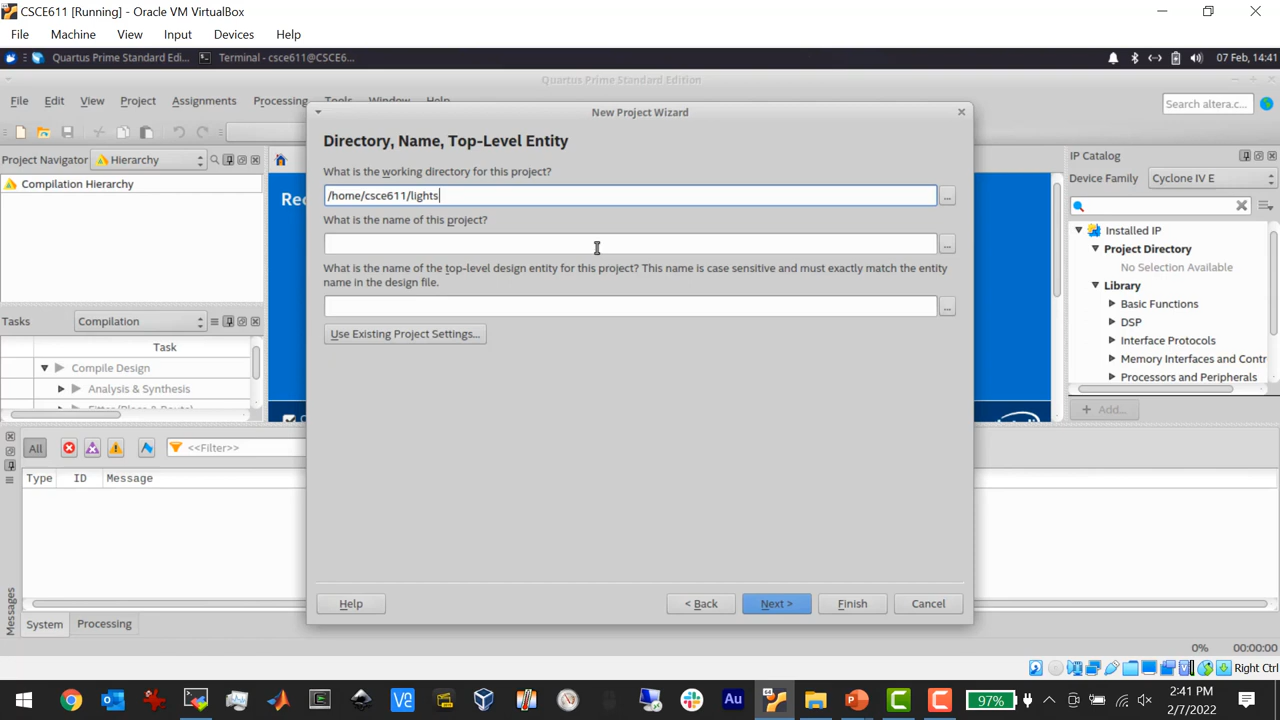 CSCE611 [Running] - Oracle VM VirtualBox
File Machine View Input Devices Help
Quartus Prime Standard Edi... Terminal - csce611@CSCE6... 07 Feb, 14:41
Quartus Prime Standard Edition
File Edit View Project Assignments Processing Tools Window Help
Search altera.c...
New Project Wizard
Project Navigator Hierarchy
Compilation Hierarchy
Directory, Name, Top-Level Entity
What is the working directory for this project?
/home/csce611/lights
...
What is the name of this project?
...
What is the name of the top-level design entity for this project? This name is case sensitive and must exactly match the entity
name in the design file.
...
Use Existing Project Settings...
Help
< Back
Next >
Finish
Cancel
Rec
IP Catalog
Device Family Cyclone IV E
Installed IP
Project Directory
No Selection Available
Library
Basic Functions
DSP
Interface Protocols
Memory Interfaces and Contr
Processors and Peripherals
+ Add...
Tasks Compilation
Task
Compile Design
Analysis & Synthesis
Fitter (Place & Route)
All <<Filter>>
Type ID Message
Messages
System Processing
0% 00:00:00
Right Ctrl
97%
2:41 PM
2/7/2022